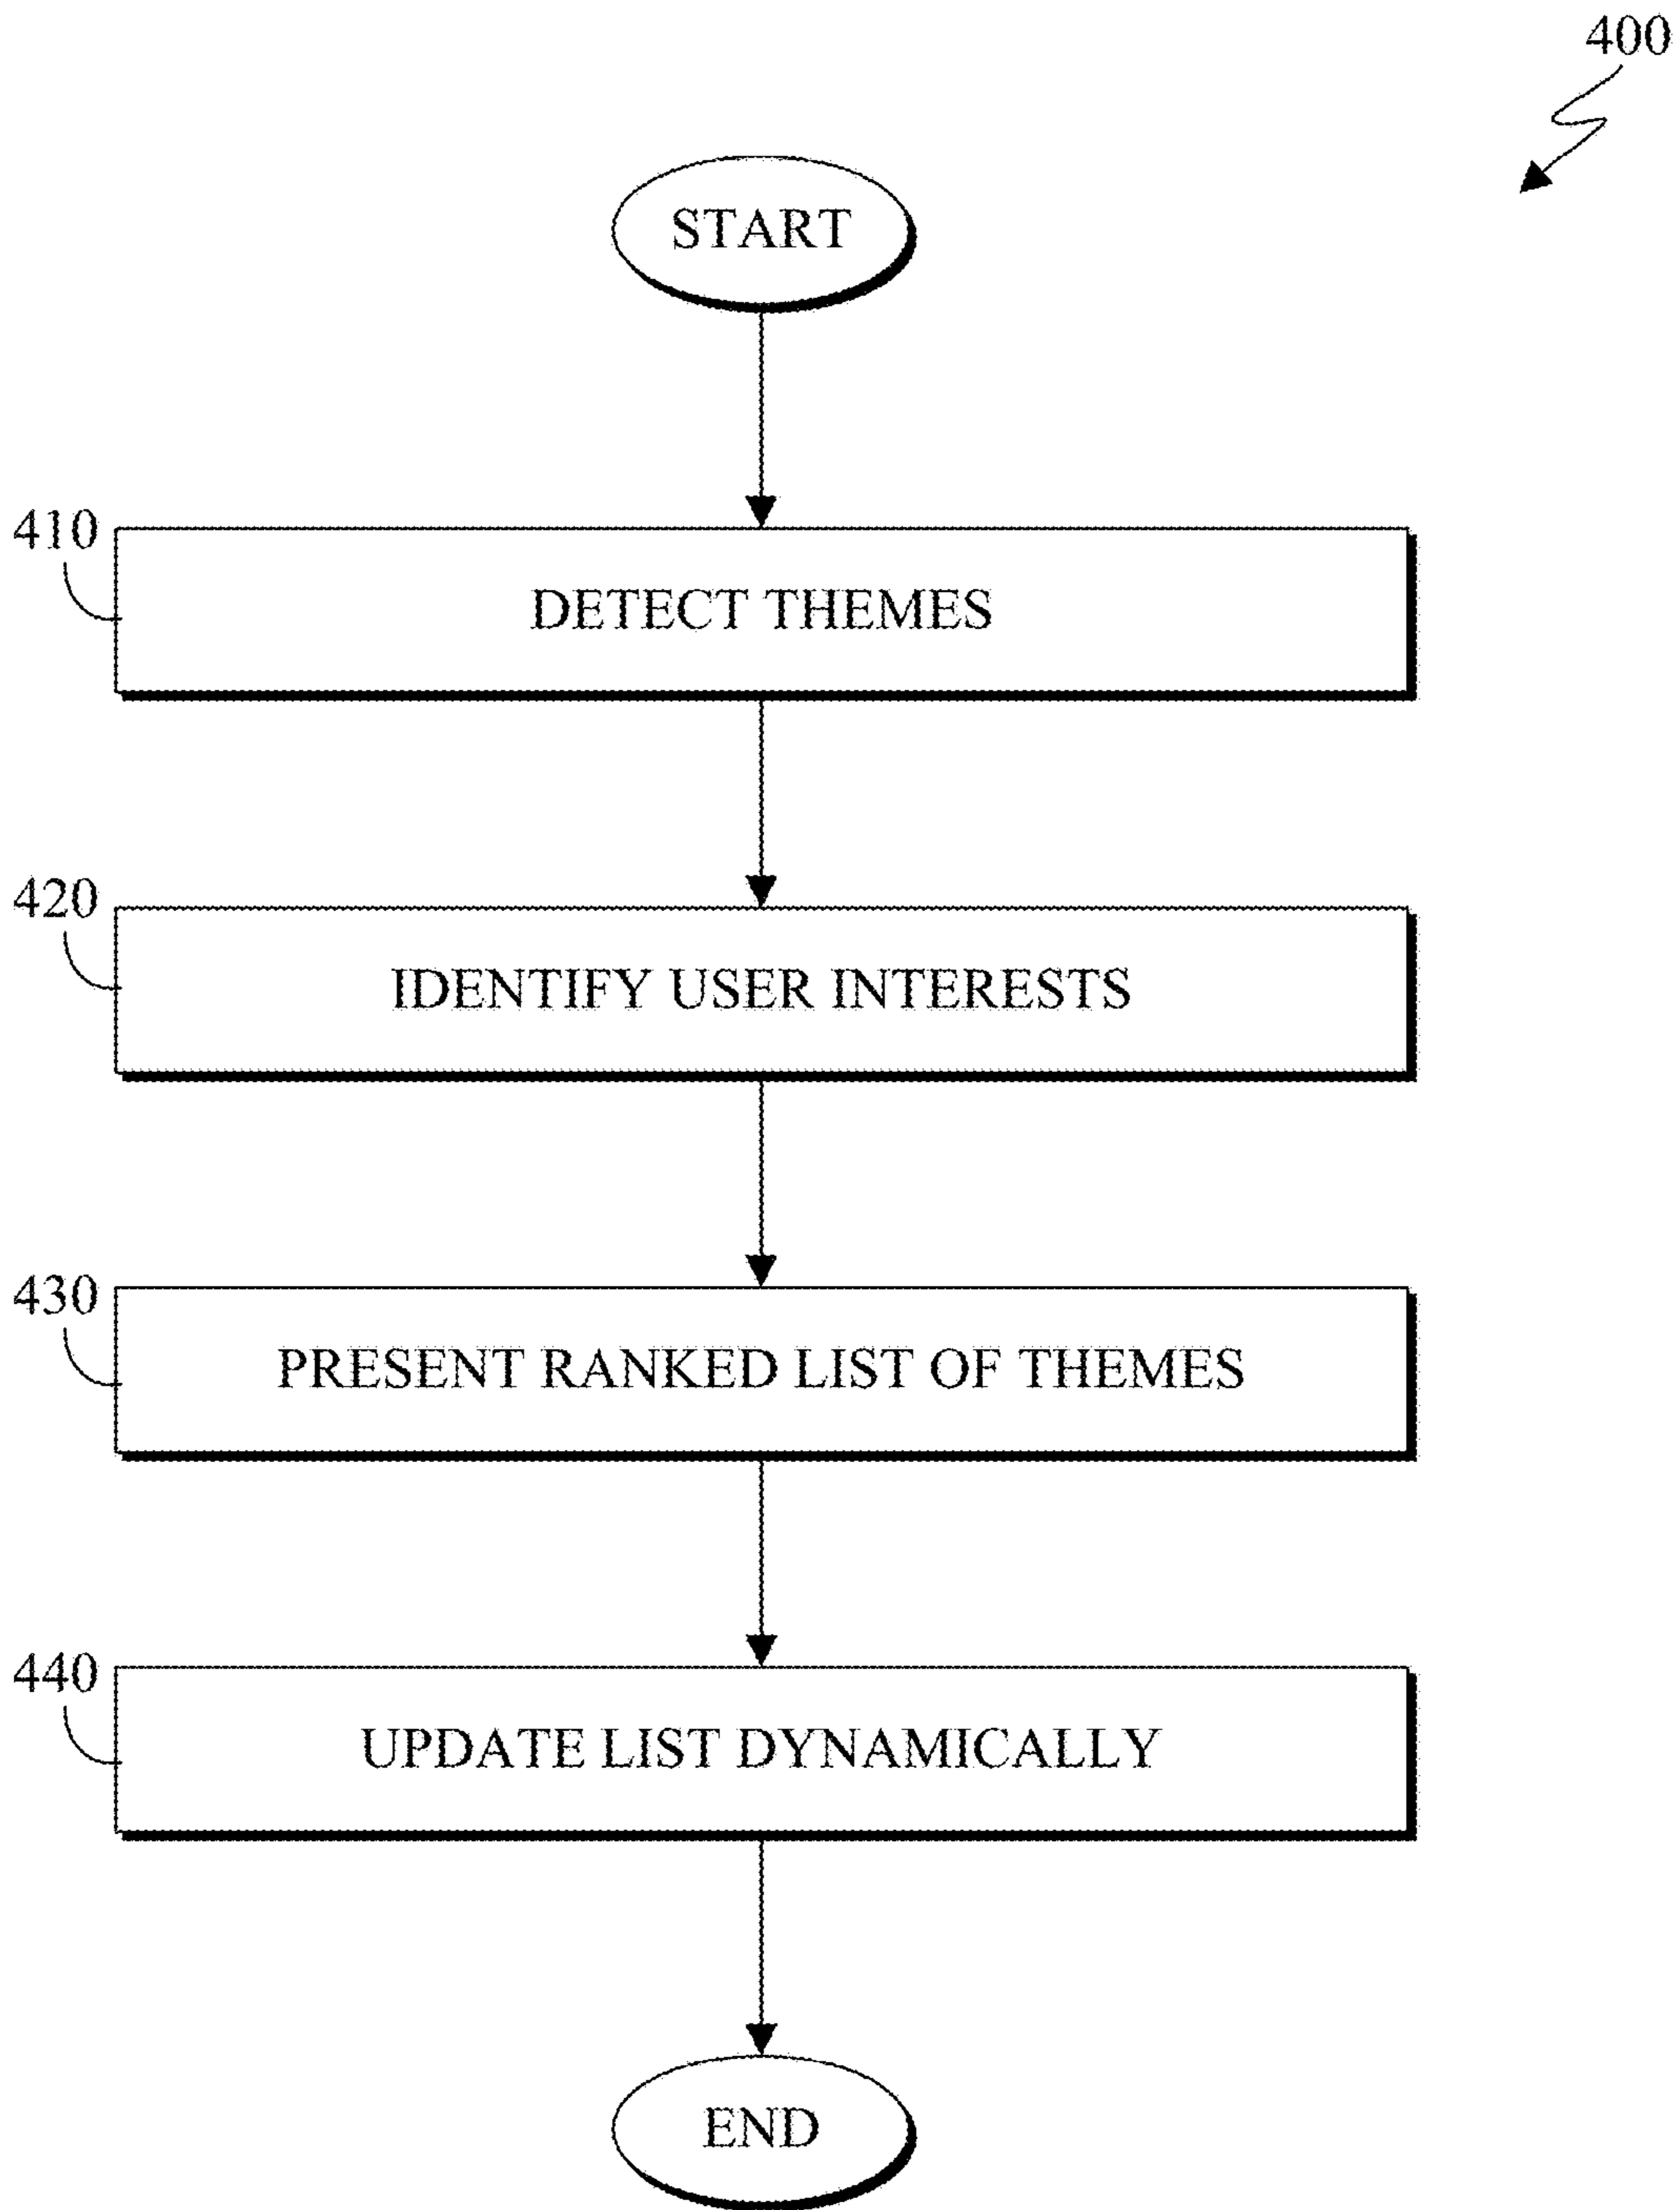 400
START
410
DETECT THEMES
420
IDENTIFY USER INTERESTS
430
PRESENT RANKED LIST OF THEMES
440
UPDATE LIST DYNAMICALLY
END